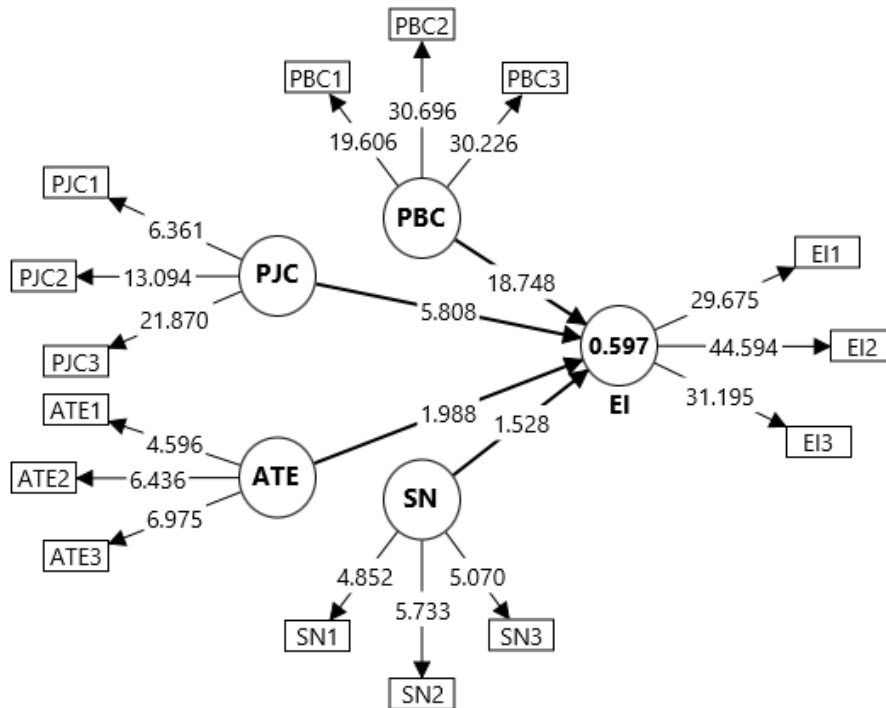 PBC2
PBC1
PBC3
30.696
19.606
30.226
PJC1
PBC
6.361
PJC2
13.094
PJC
18.748
EI1
29.675
21.870
5.808
PJC3
0.597
44.594
EI2
EI
31.195
ATE1
1.988
1.528
EI3
4.596
ATE2
6.436
ATE
SN
6.975
ATE3
4.852
5.070
5.733
SN1
SN3
SN2